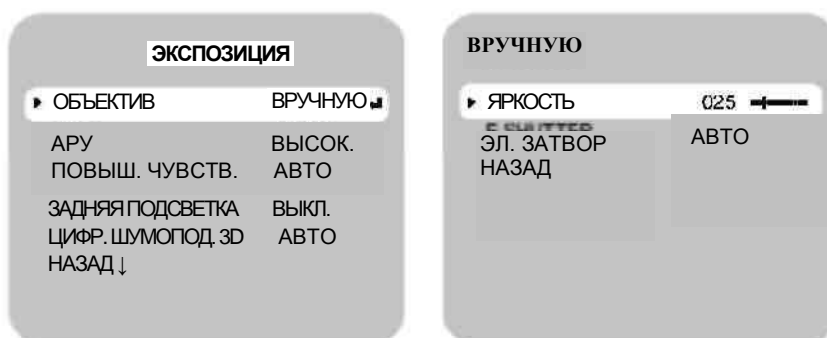 ЭКСПОЗИЦИЯ
ОБЪЕКТИВ ВРУЧНУЮ
АРУ ВЫСОК.
ПОВЫШ. ЧУВСТВ. АВТО
ЗАДНЯЯ ПОДСВЕТКА ВЫКЛ.
ЦИФР. ШУМОПОД. 3D АВТО
НАЗАД ↓
ВРУЧНУЮ
ЯРКОСТЬ 025
ЭЛ. ЗАТВОР АВТО
НАЗАД